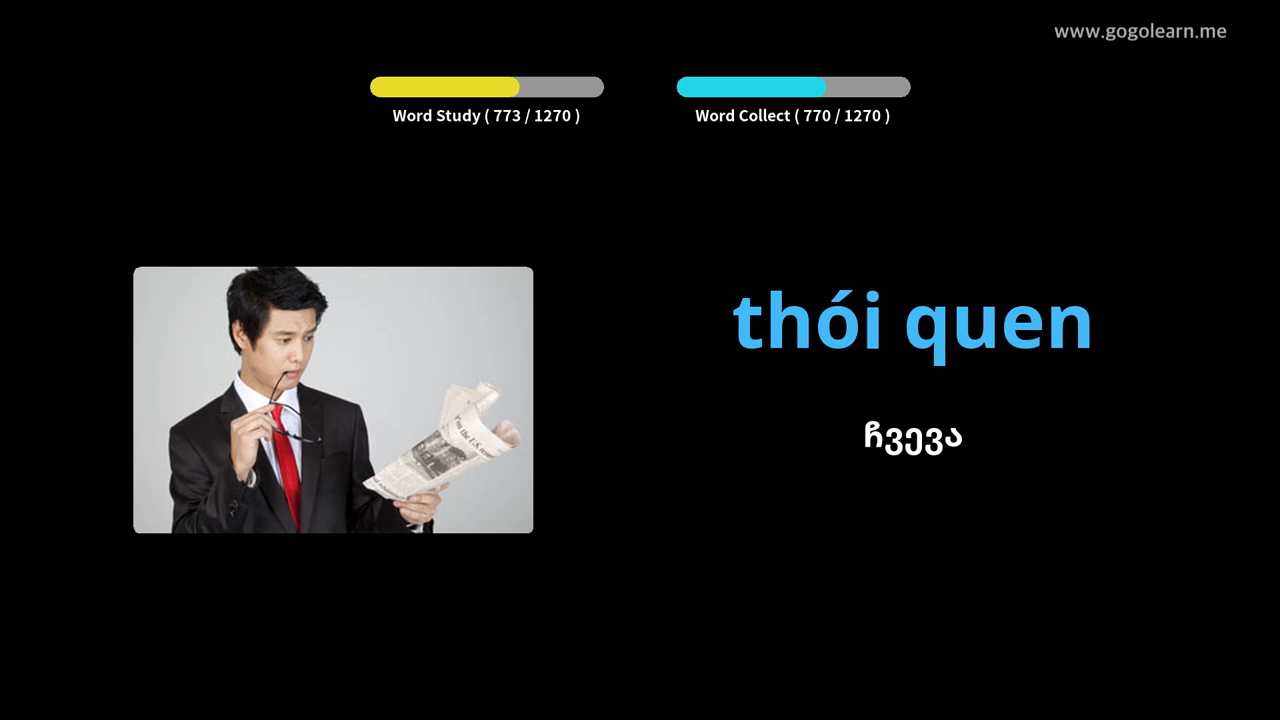 www.gogolearn.me
Word Study ( 773 / 1270 )
Word Collect ( 770 / 1270 )
thói quen
ჩვევა